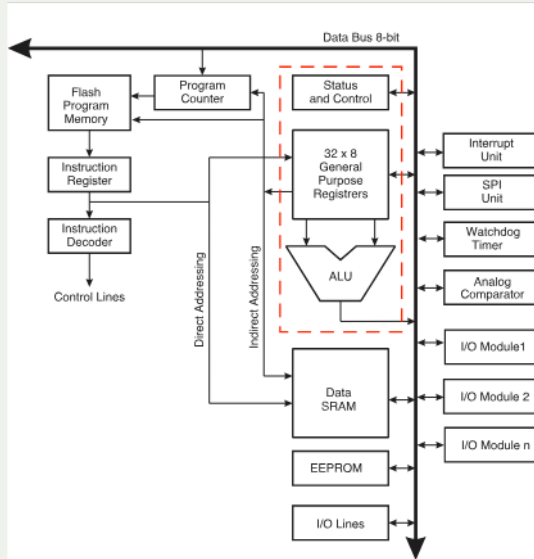 Data Bus 8-bit
Flash
Program
Memory
Program
Counter
Status
and Control
Instruction
Register
32 x 8
General
Purpose
Registrers
Interrupt
Unit
SPI
Unit
Instruction
Decoder
Watchdog
Timer
ALU
Analog
Comparator
Control Lines
Direct Addressing
Indirect Addressing
I/O Module1
Data
SRAM
I/O Module 2
I/O Module n
EEPROM
I/O Lines